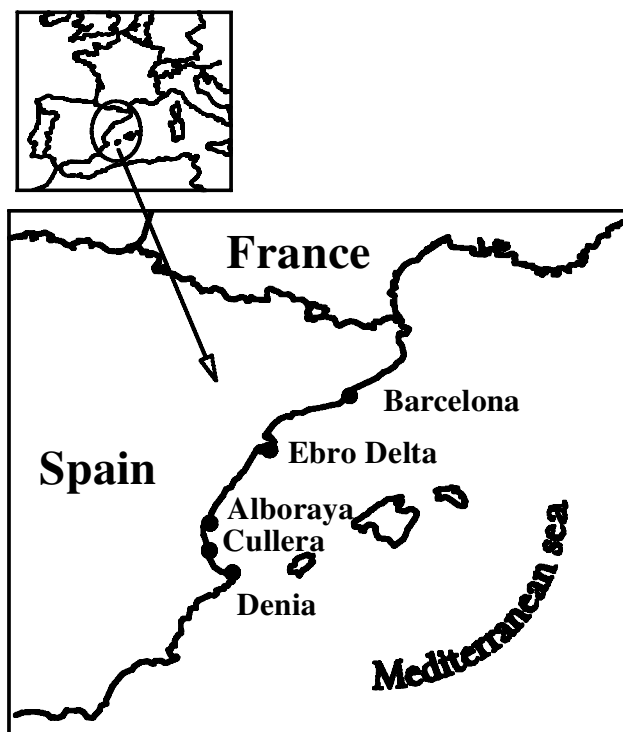 France
Barcelona
Ebro Delta
Spain
Alboraya
Cullera
Denia
Mediterranean sea